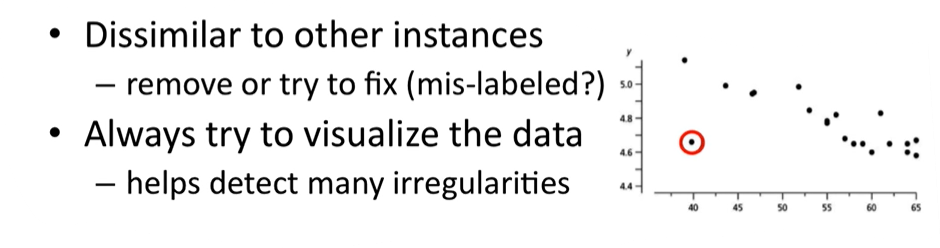 • Dissimilar to other instances
– remove or try to fix (mis-labeled?)
• Always try to visualize the data
– helps detect many irregularities
y
5.0
4.8
4.6
4.4
40 45 50 55 60 65